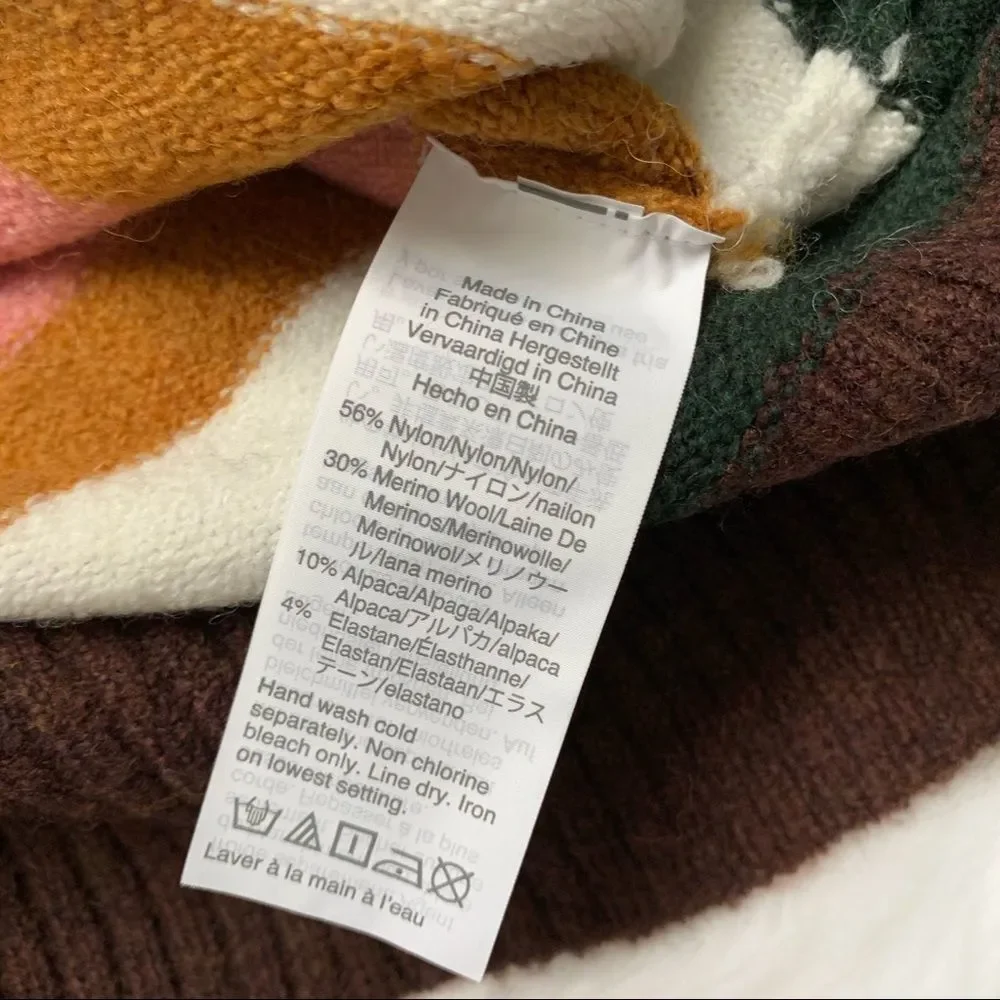 Made in China
Fabriqué en Chine
in China Hergestellt
Vervaardigd in China
中国製
Hecho en China
56% Nylon/Nylon/Nylon/
Nylon/ナイロン/nailon
30% Merino Wool/Laine De
Merinos/Merinowolle/
Merinowol/メリノウー
ル/lana merino
10% Alpaca/Alpaga/Alpaka/
Alpaca/アルパカ/alpaca
4% Elastane/Élasthanne/
Elastan/Elastaan/エラス
テーン/elastano
Hand wash cold
separately. Non chlorine
bleach only. Line dry. Iron
on lowest setting.
Laver à la main à l'eau